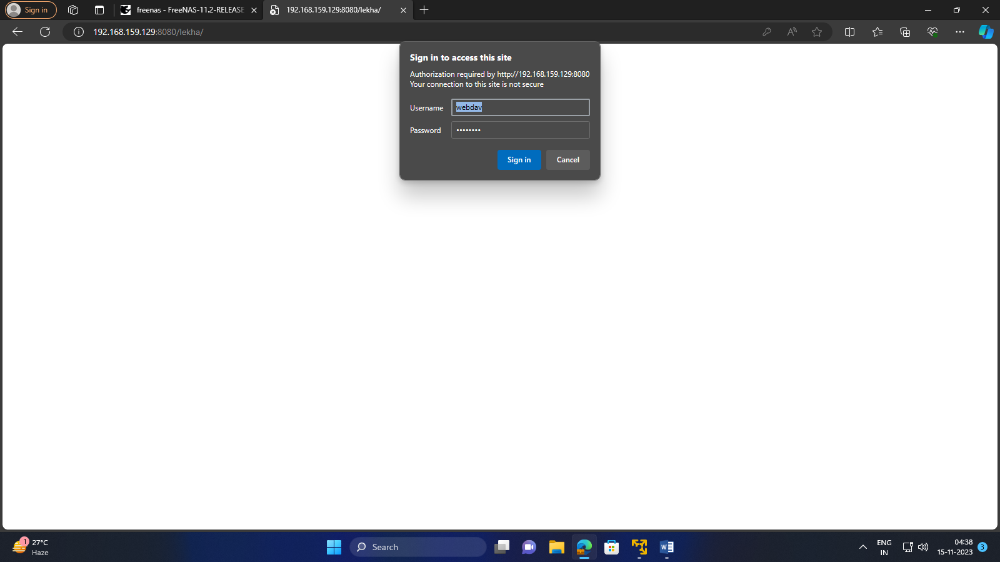 Sign in
freenas - FreeNAS-11.2-RELEASE
192.168.159.129:8080/lekha/
192.168.159.129:8080/lekha/
Sign in to access this site
Authorization required by http://192.168.159.129:8080
Your connection to this site is not secure
Username
webdav
Password
••••••••
Sign in
Cancel
1
27°C
Haze
Search
W
ENG
IN
04:38
15-11-2023
3